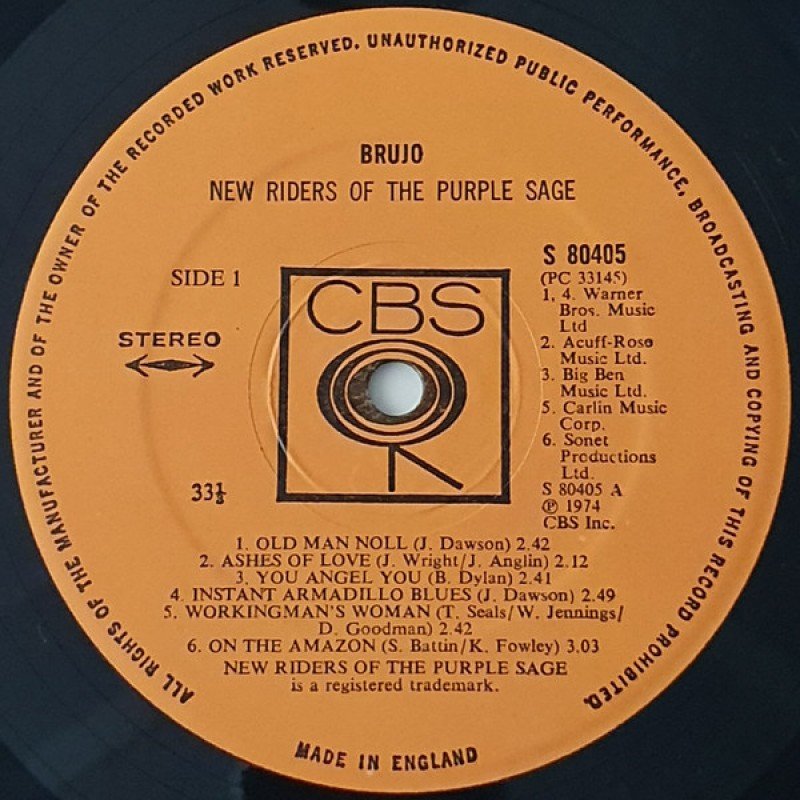 ALL RIGHTS OF THE MANUFACTURER AND OF THE OWNER OF THE RECORDED WORK RESERVED. UNAUTHORIZED PUBLIC PERFORMANCE, BROADCASTING AND COPYING OF THIS RECORD PROHIBITED.
BRUJO
NEW RIDERS OF THE PURPLE SAGE
SIDE 1
STEREO
33⅓
CBS
S 80405
(PC 33145)
1, 4. Warner
Bros. Music
Ltd
2. Acuff-Rose
Music Ltd.
3. Big Ben
Music Ltd.
5. Carlin Music
Corp.
6. Sonet
Productions
Ltd.
S 80405 A
℗ 1974
CBS Inc.
1. OLD MAN NOLL (J. Dawson) 2.42
2. ASHES OF LOVE (J. Wright/J. Anglin) 2.12
3. YOU ANGEL YOU (B. Dylan) 2.41
4. INSTANT ARMADILLO BLUES (J. Dawson) 2.49
5. WORKINGMAN'S WOMAN (T. Seals/W. Jennings/
D. Goodman) 2.42
6. ON THE AMAZON (S. Battin/K. Fowley) 3.03
NEW RIDERS OF THE PURPLE SAGE
is a registered trademark.
MADE IN ENGLAND